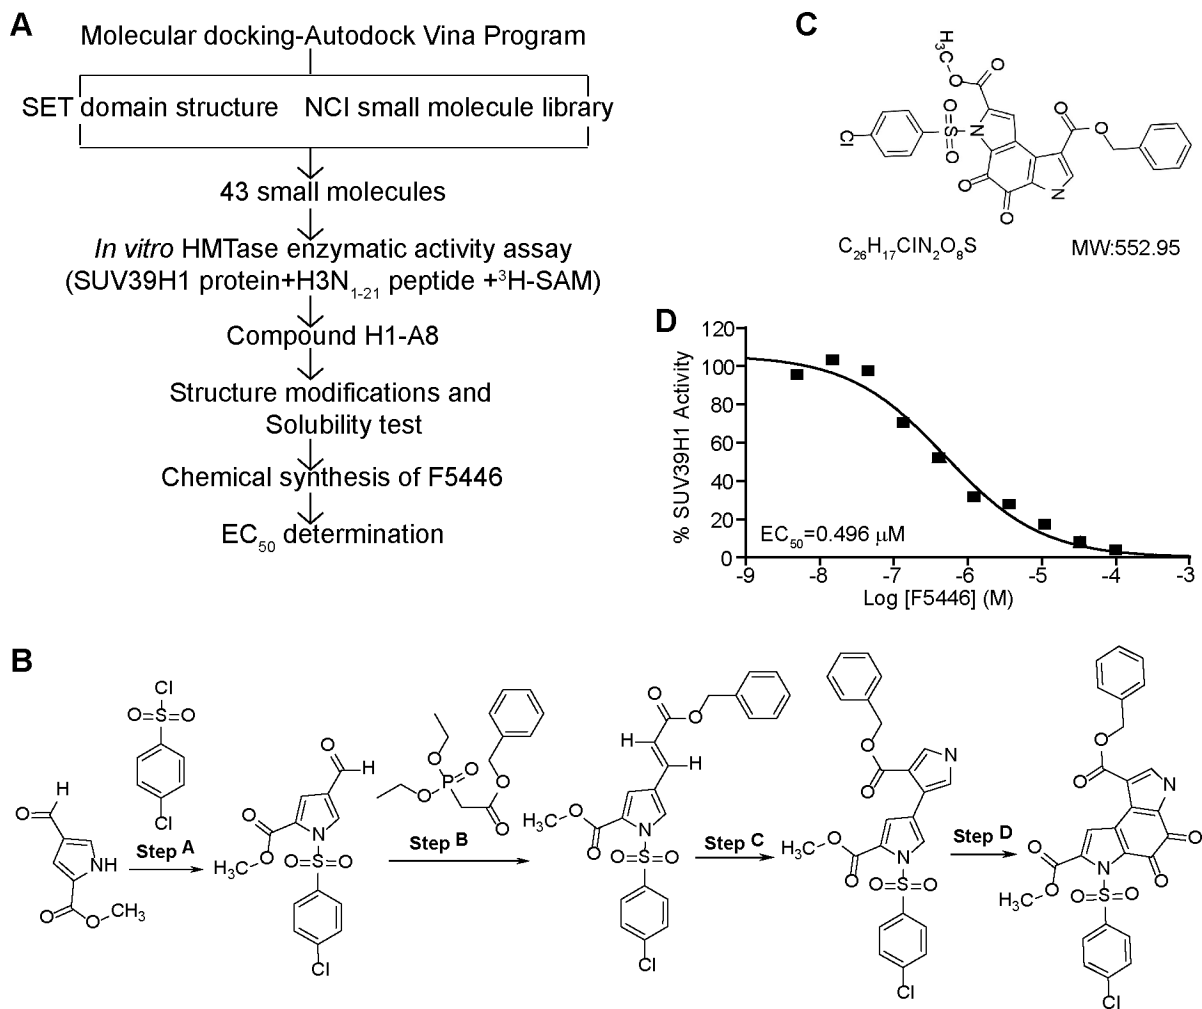 A
Molecular docking-Autodock Vina Program
SET domain structure NCI small molecule library
43 small molecules
In vitro HMTase enzymatic activity assay
(SUV39H1 protein+H3N1-21 peptide +3H-SAM)
Compound H1-A8
Structure modifications and
Solubility test
Chemical synthesis of F5446
EC50 determination
C
H3C
O
O
O
S
O
N
Cl
O
O
O
O
N
C26H17ClN2O8S
MW:552.95
D
% SUV39H1 Activity
120
100
80
60
40
20
0
EC50=0.496 μM
-9 -8 -7 -6 -5 -4 -3
Log [F5446] (M)
B
Cl
O=S=O
Cl
H
O
NH
O
O
CH3
Step A
O
H
O
O
CH3
N
O=S=O
Cl
O
P
O
O
O
O
Step B
O
O
H
H
CH3
O
O
N
O=S=O
Cl
Step C
O
O
N
CH3
O
O
N
O=S=O
Cl
Step D
O
O
N
O
O
O
O
CH3
N
O=S=O
Cl